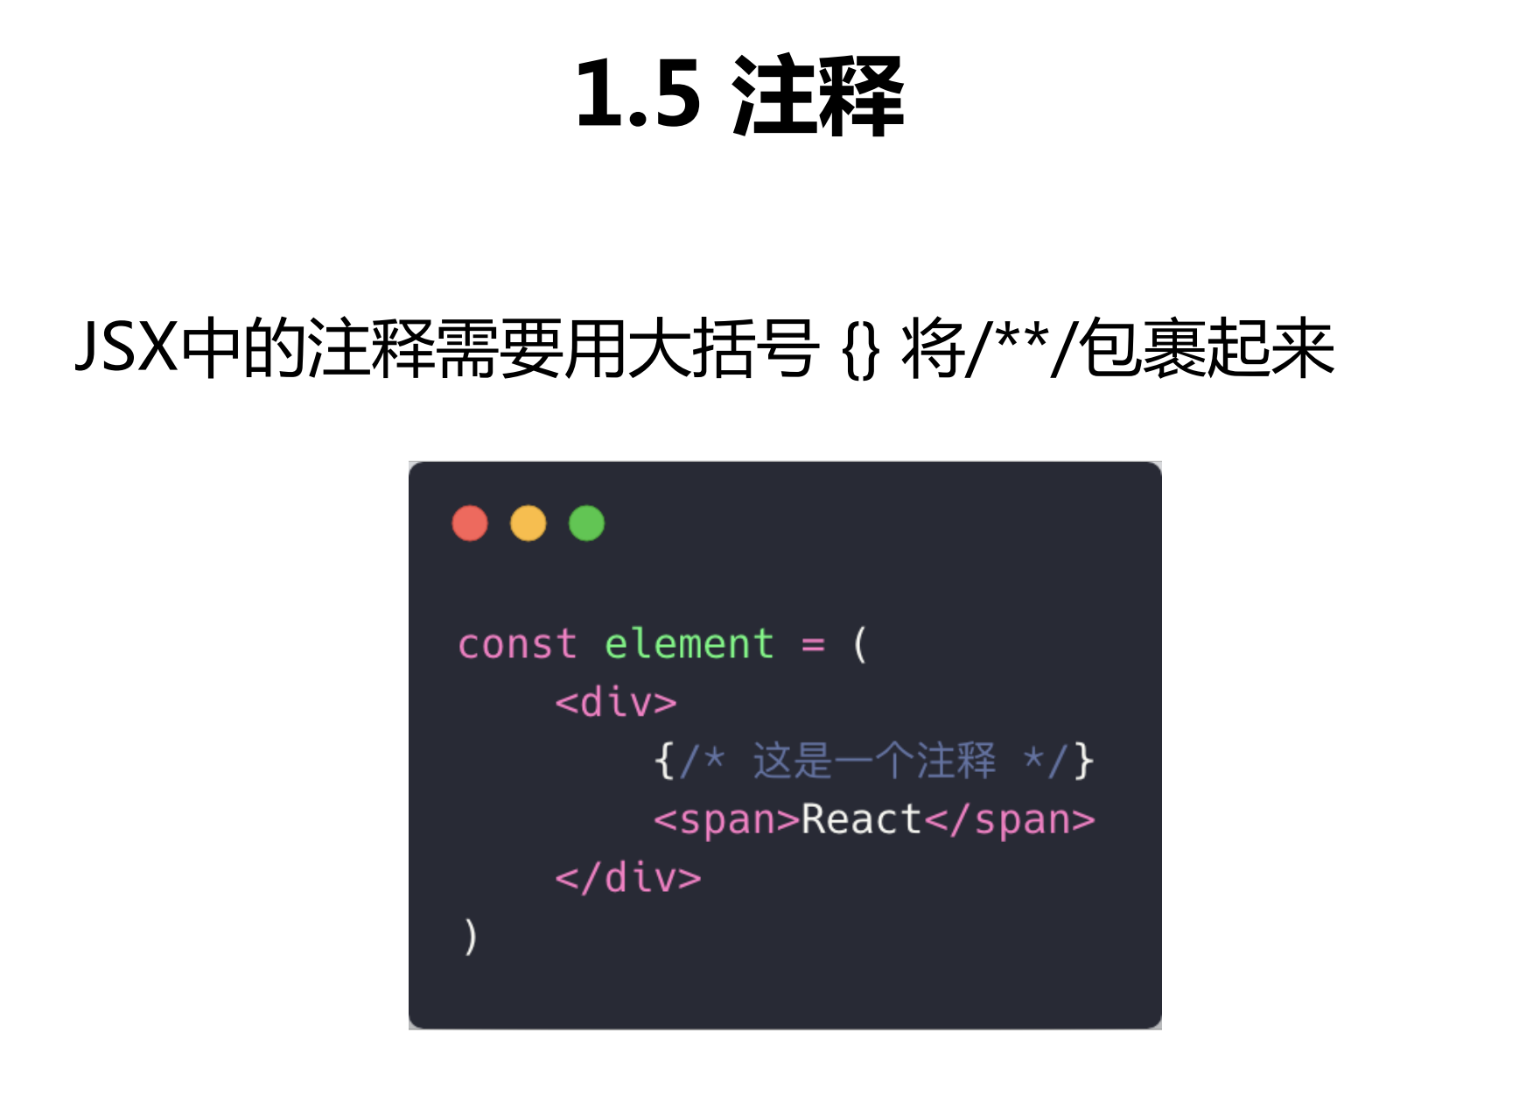 1.5 注释
JSX中的注释需要用大括号 {} 将/**/包裹起来
const element = (
    <div>
        {/* 这是一个注释 */}
        <span>React</span>
    </div>
)